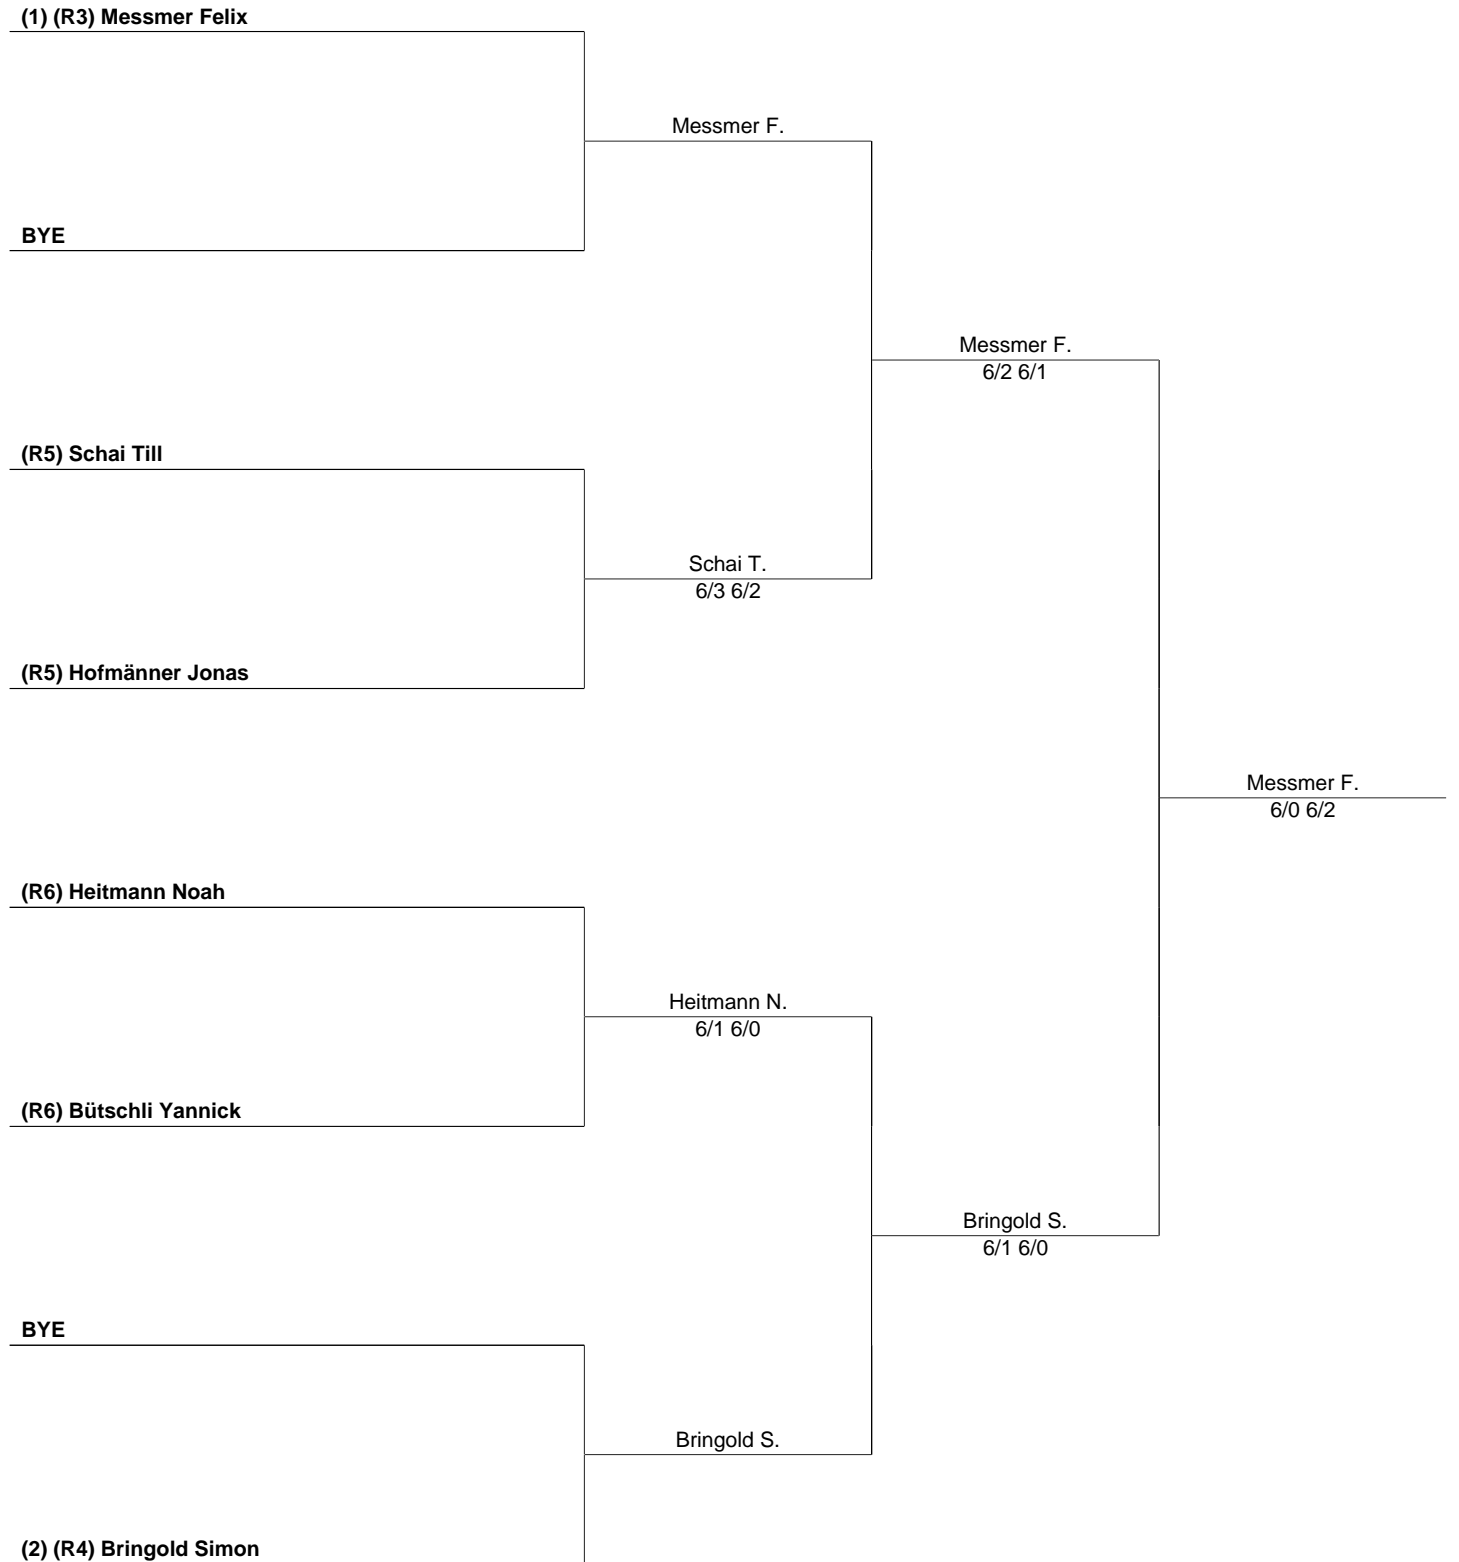 (1) (R3) Messmer Felix
Messmer F.
BYE
Messmer F.
6/2 6/1
(R5) Schai Till
Schai T.
6/3 6/2
(R5) Hofmänner Jonas
Messmer F.
6/0 6/2
(R6) Heitmann Noah
Heitmann N.
6/1 6/0
(R6) Bütschli Yannick
Bringold S.
6/1 6/0
BYE
Bringold S.
(2) (R4) Bringold Simon